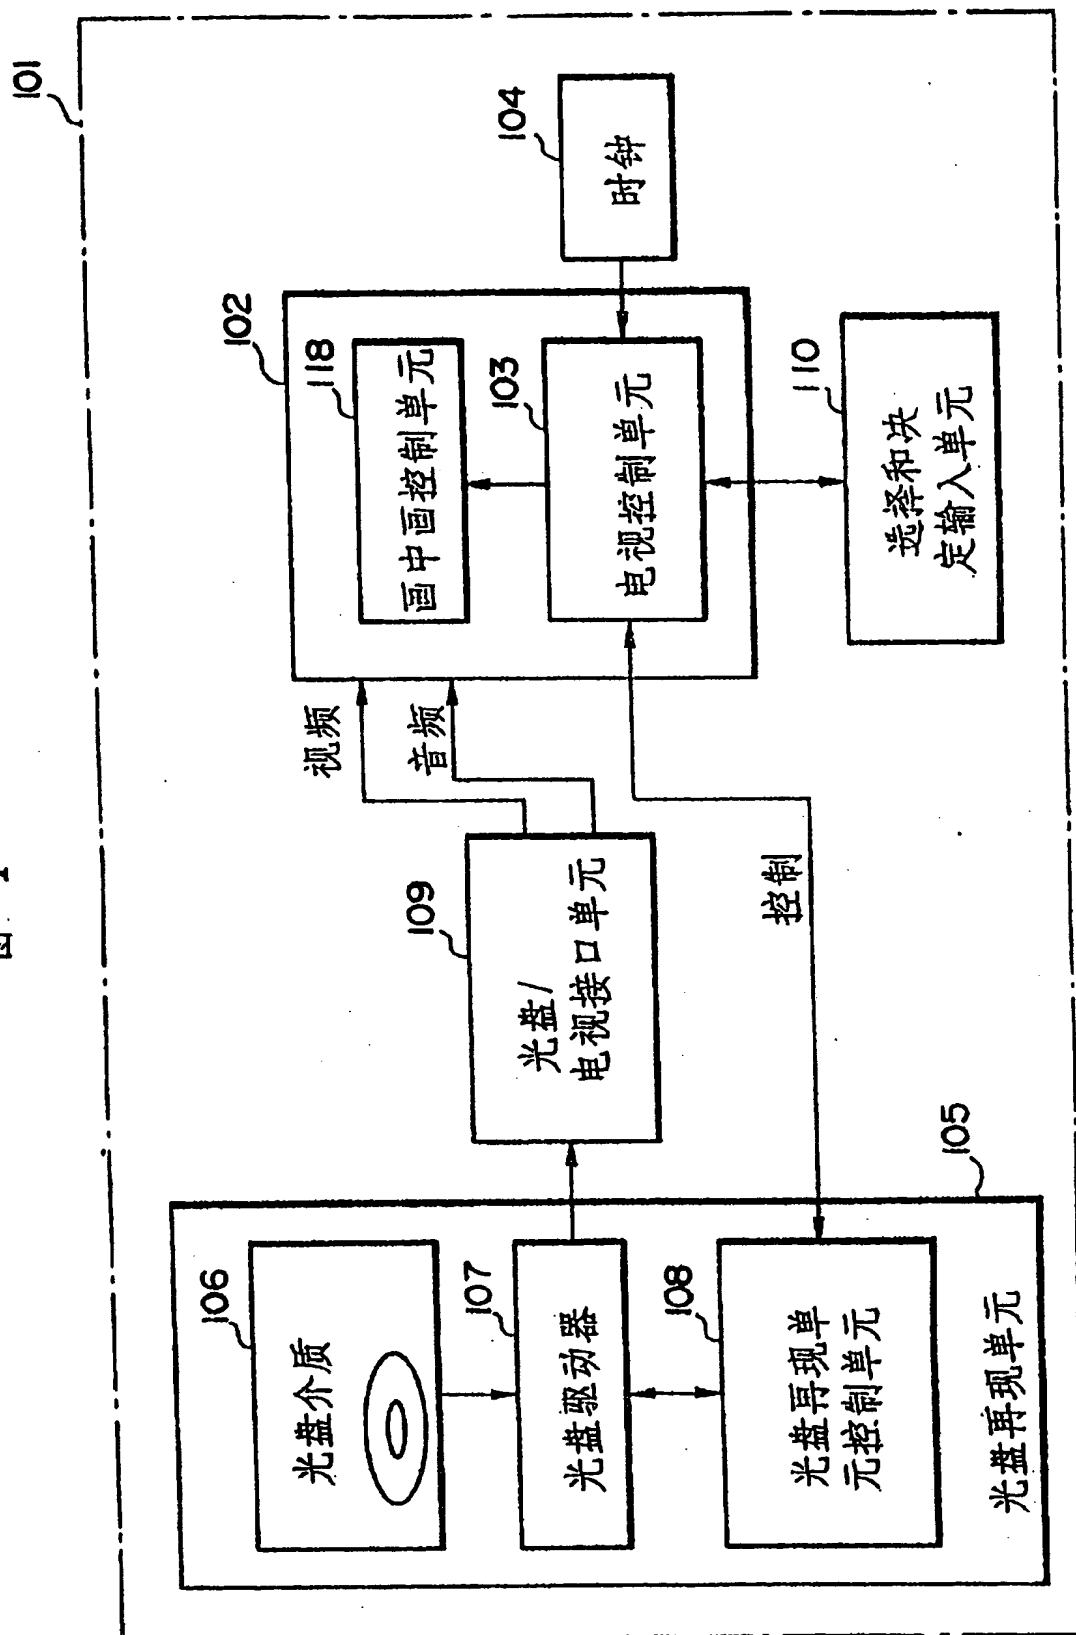 图 1
101
102
118
画中画控制单元
103
电视控制单元
104
时钟
视频
音频
109
光盘/
电视接口单元
控制
110
选择和决
定输入单元
106
光盘介质
107
光盘驱动器
108
光盘再现单
元控制单元
105
光盘再现单元